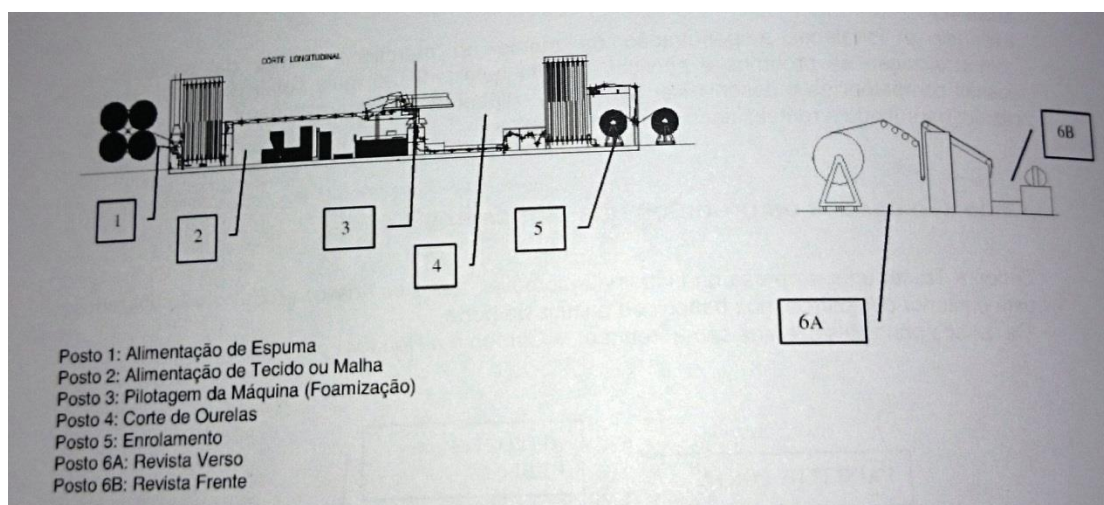 CORTE LONGITUDINAL
1
2
3
4
5
6A
6B
Posto 1: Alimentação de Espuma
Posto 2: Alimentação de Tecido ou Malha
Posto 3: Pilotagem da Máquina (Foamização)
Posto 4: Corte de Ourelas
Posto 5: Enrolamento
Posto 6A: Revista Verso
Posto 6B: Revista Frente